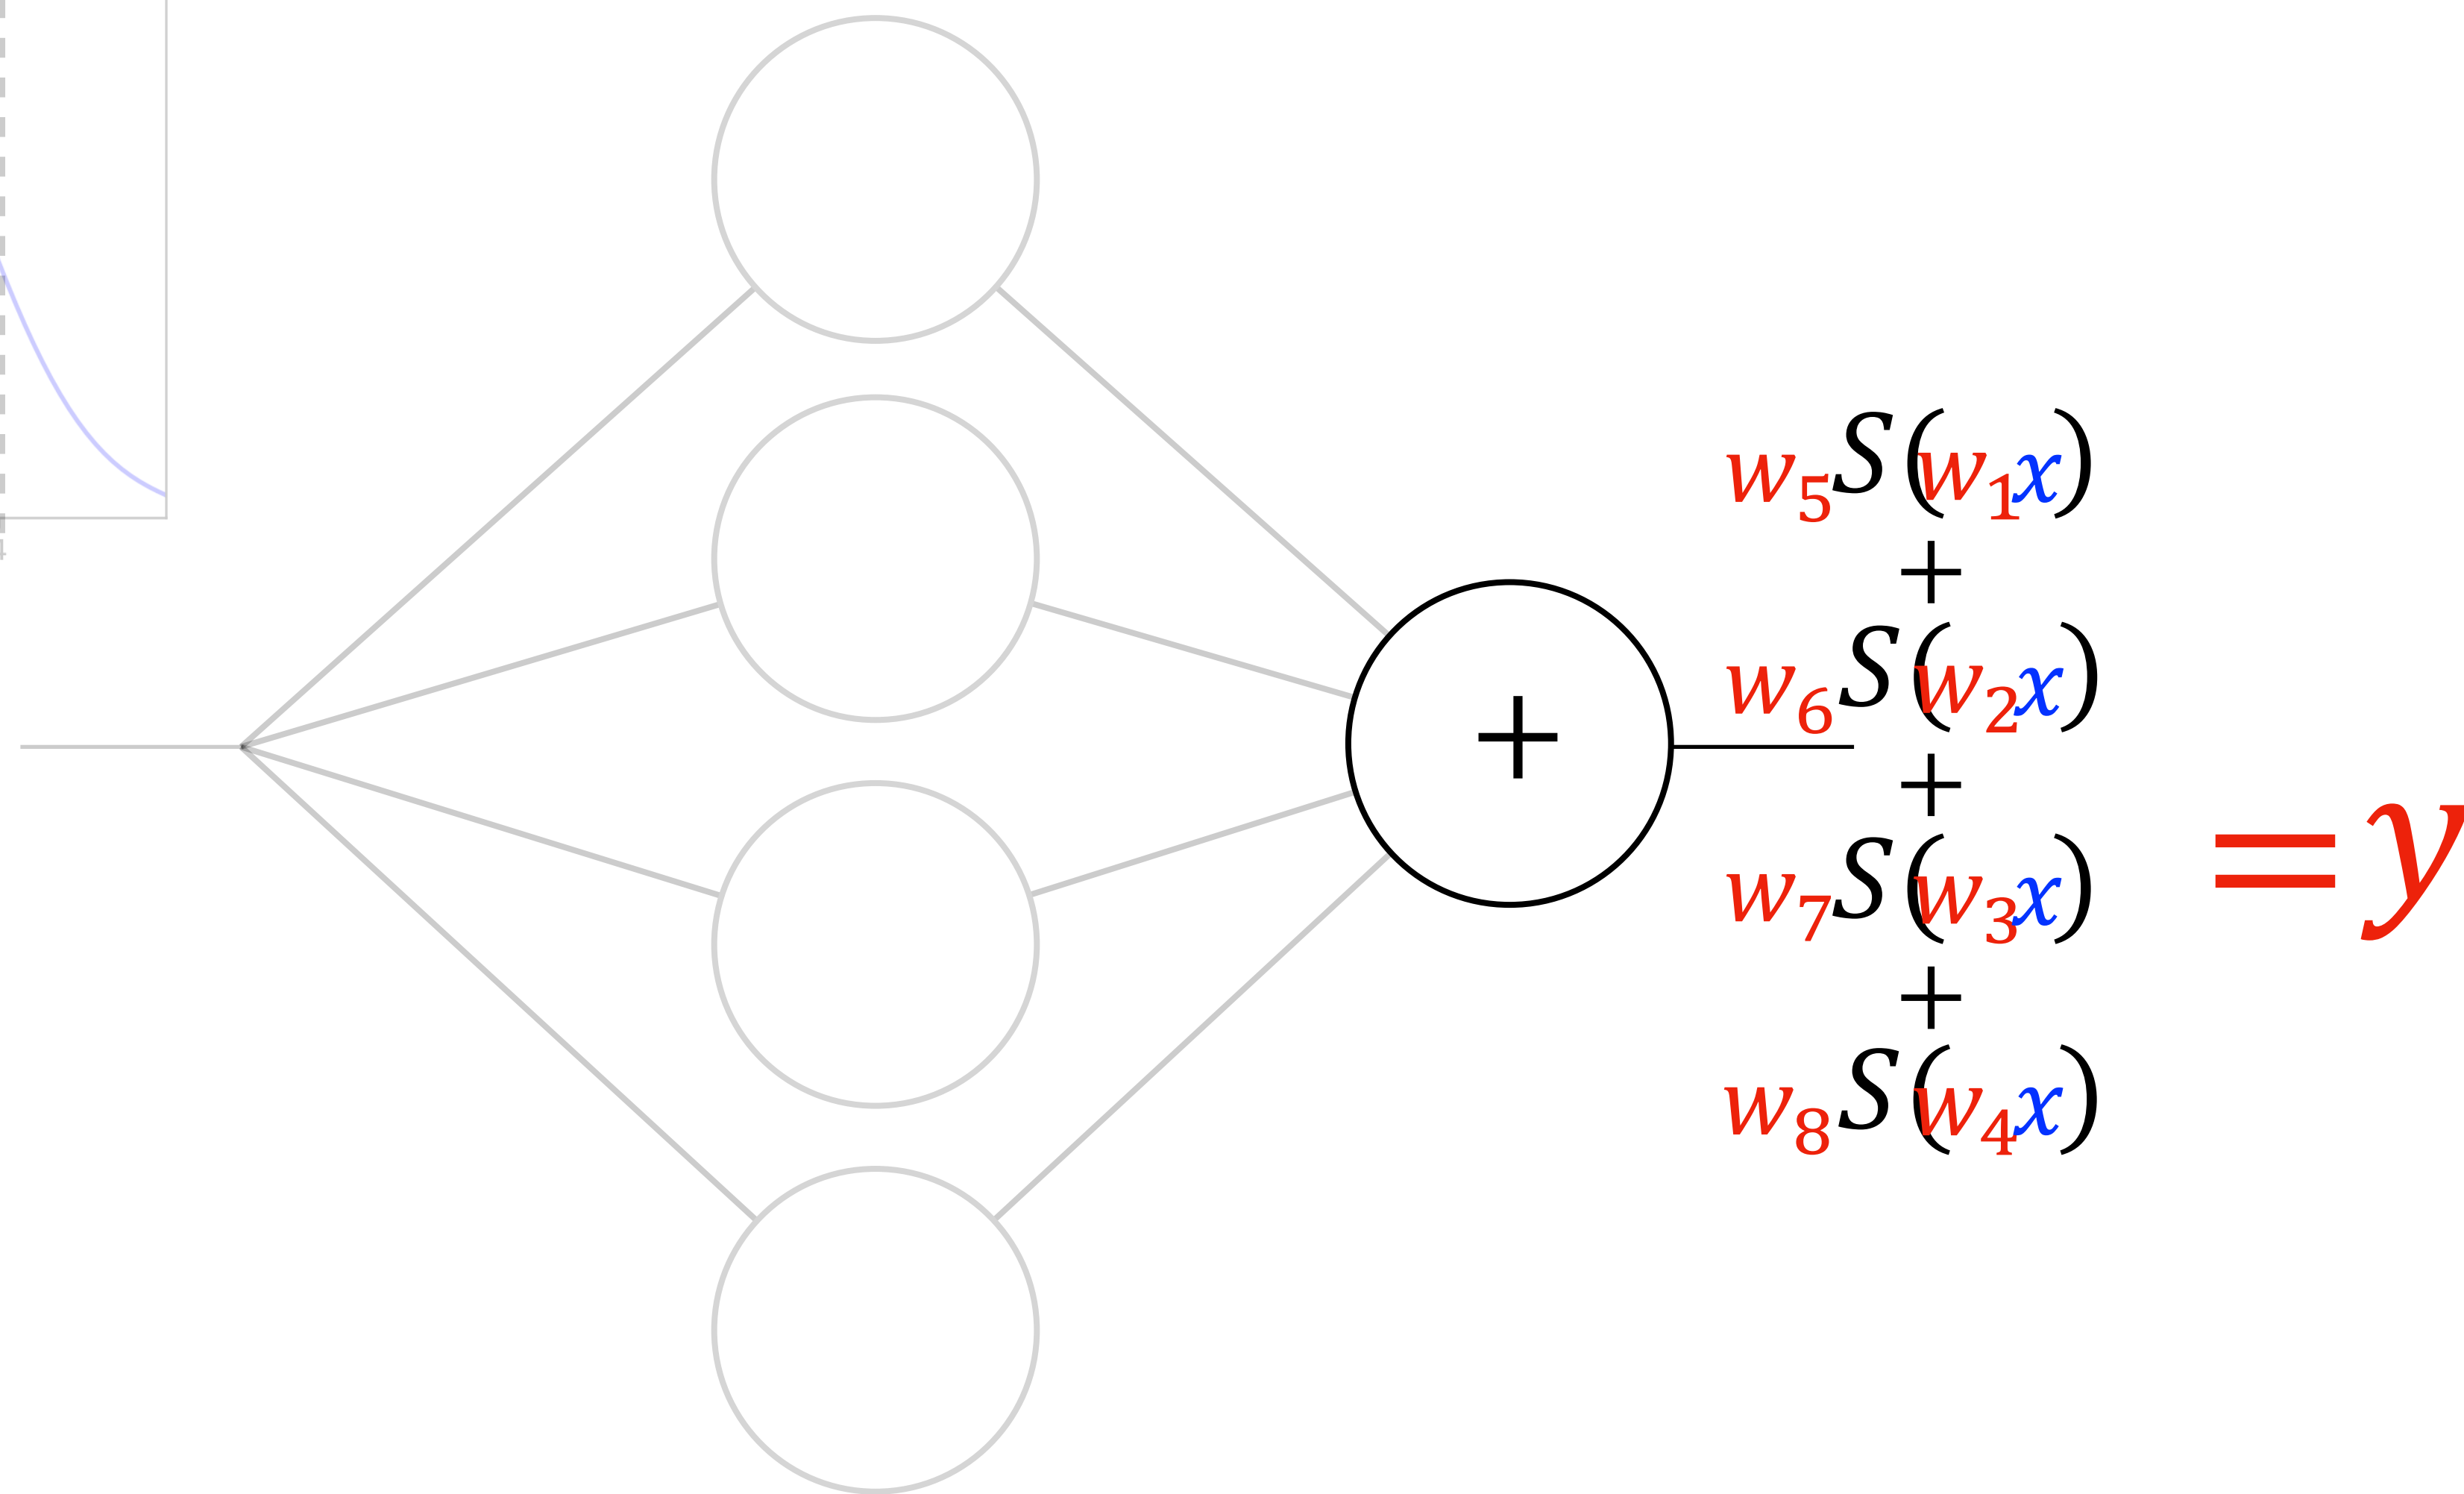 w₅S(w₁x)
+
w₆S(w₂x)
+
+
w₇S(w₃x)
= y
+
w₈S(w₄x)